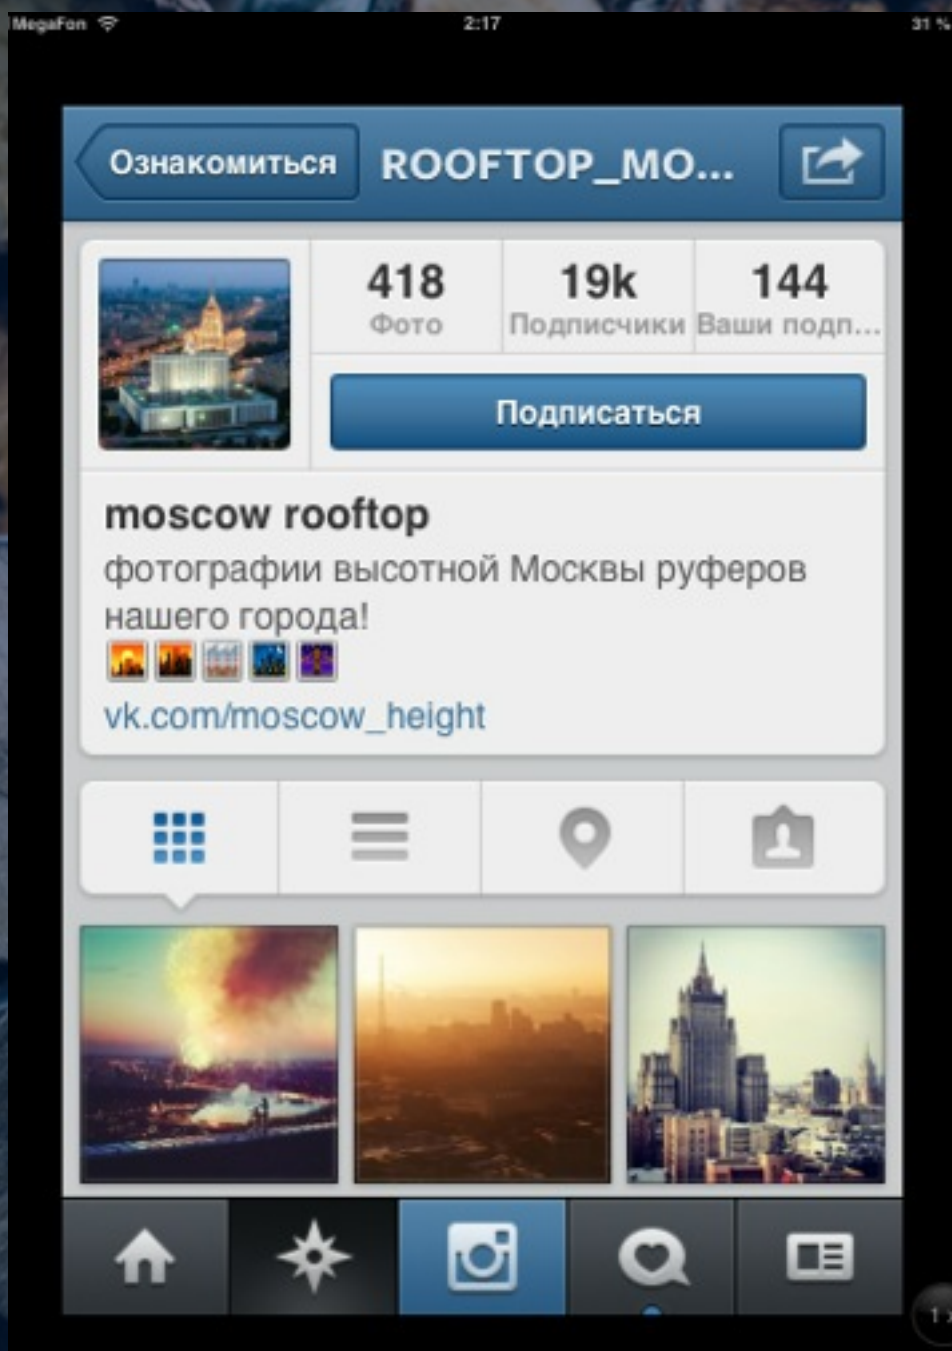 MegaFon 2:17 31 %
Ознакомиться ROOFTOP_MO...
418 19k 144
Фото Подписчики Ваши подп...
Подписаться
moscow rooftop
фотографии высотной Москвы руферов
нашего города!
vk.com/moscow_height
1x